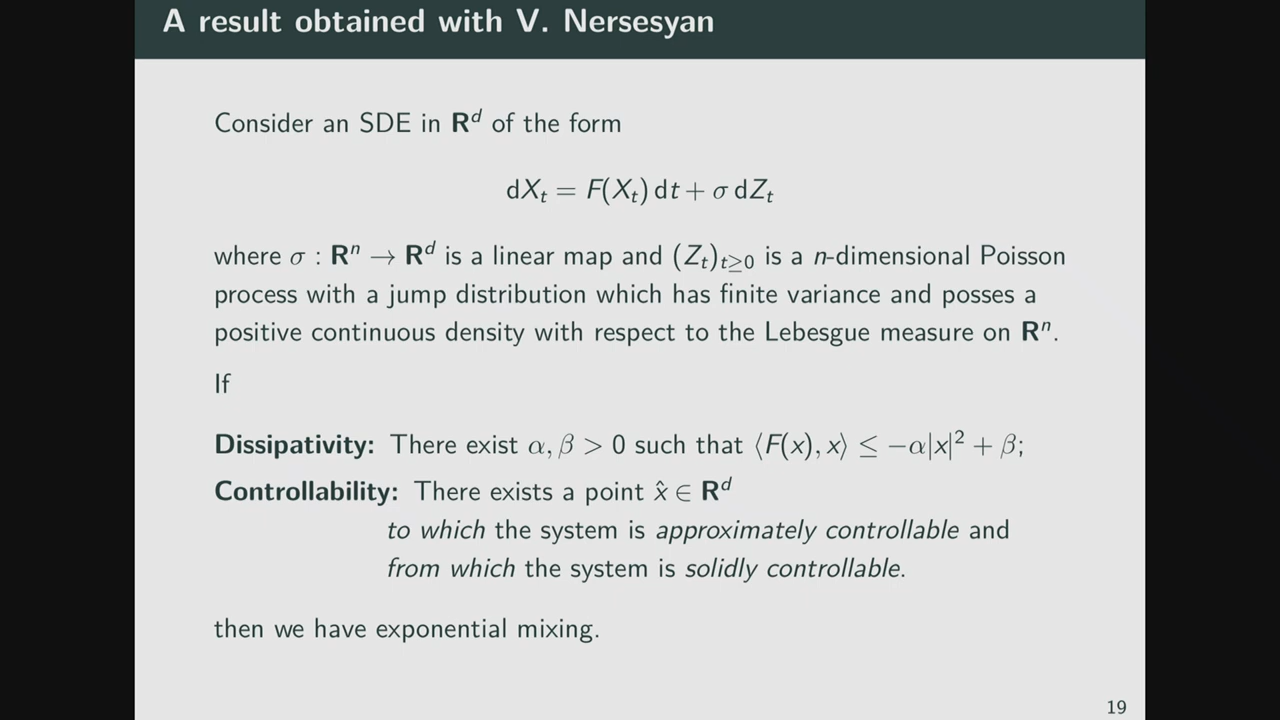 A result obtained with V. Nersesyan
Consider an SDE in R^d of the form
dX_t = F(X_t) dt + σ dZ_t
where σ : R^n → R^d is a linear map and (Z_t)_{t≥0} is a n-dimensional Poisson
process with a jump distribution which has finite variance and posses a
positive continuous density with respect to the Lebesgue measure on R^n.
If
Dissipativity: There exist α, β > 0 such that ⟨F(x), x⟩ ≤ −α|x|^2 + β;
Controllability: There exists a point x̂ ∈ R^d
to which the system is approximately controllable and
from which the system is solidly controllable.
then we have exponential mixing.
19